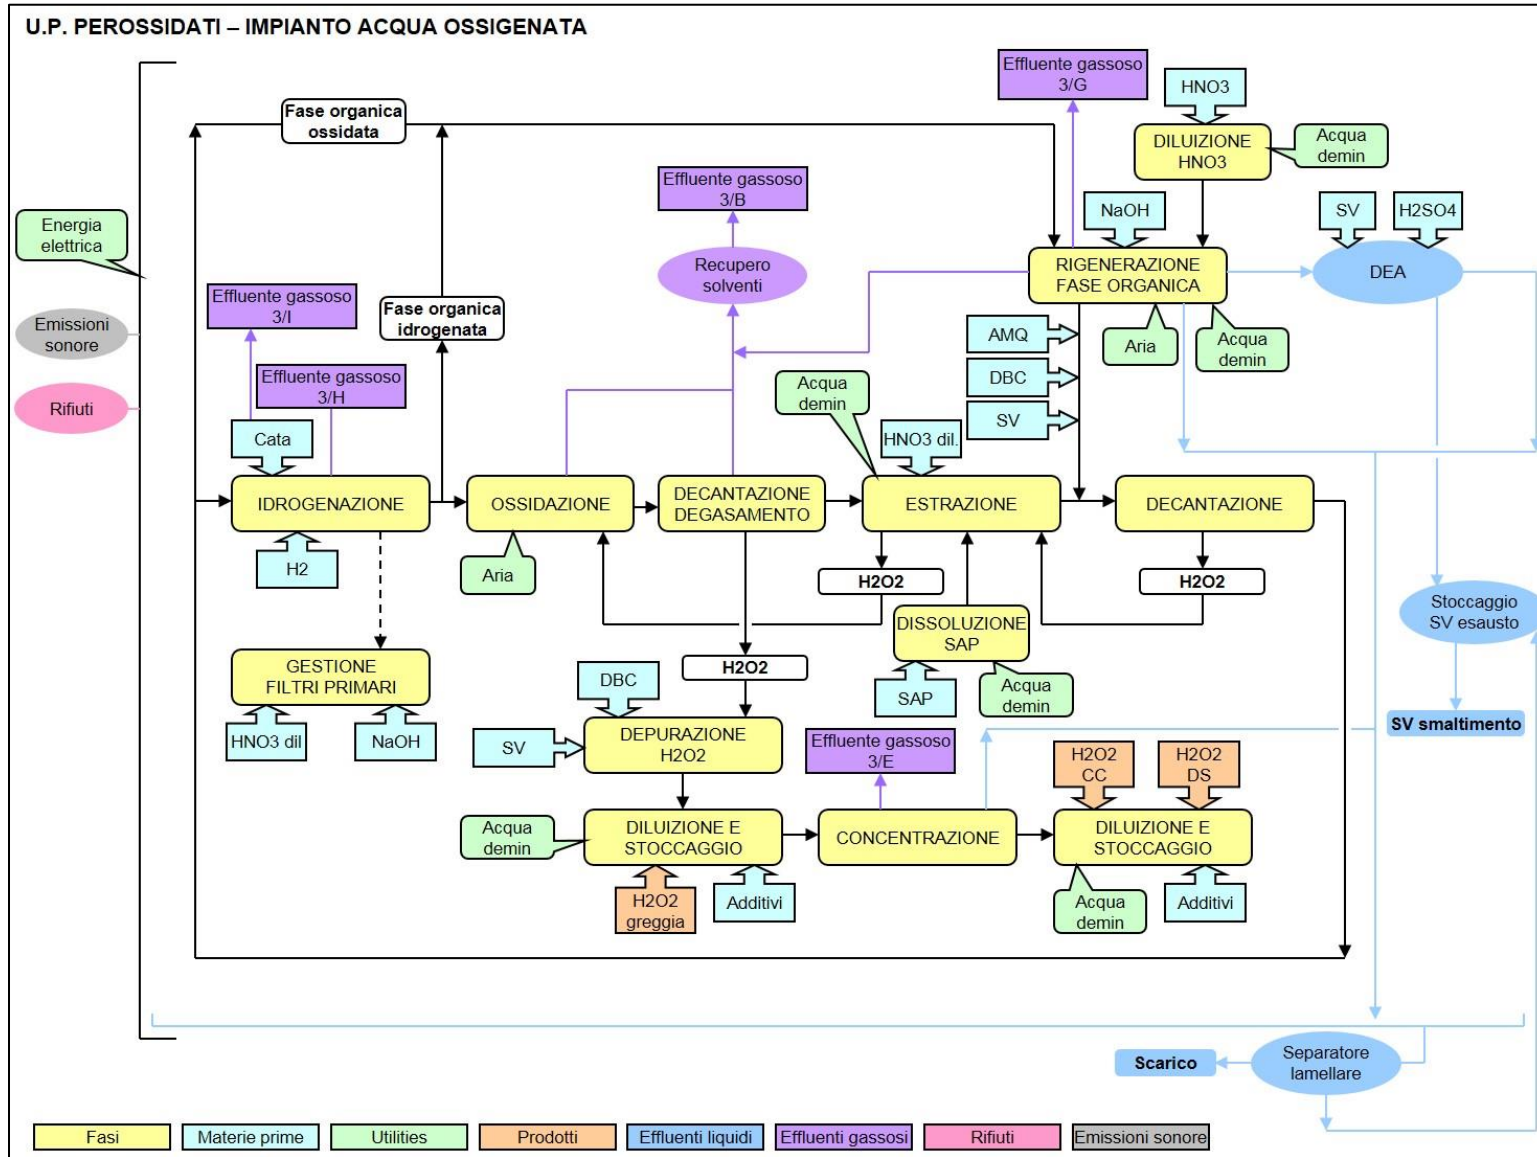 U.P. PEROSSIDATI – IMPIANTO ACQUA OSSIGENATA
Effluente gassoso
3/G
HNO3
Fase organica
ossidata
DILUIZIONE
HNO3
Acqua
demin
Effluente gassoso
3/B
NaOH
SV
H2SO4
Energia
elettrica
Recupero
solventi
RIGENERAZIONE
FASE ORGANICA
DEA
Effluente gassoso
3/I
Fase organica
idrogenata
Emissioni
sonore
AMQ
Aria
Acqua
demin
Effluente gassoso
3/H
Acqua
demin
DBC
Rifiuti
SV
Cata
HNO3 dil.
IDROGENAZIONE
OSSIDAZIONE
DECANTAZIONE
DEGASAMENTO
ESTRAZIONE
DECANTAZIONE
H2
Aria
H2O2
H2O2
Stoccaggio
SV esausto
DISSOLUZIONE
SAP
GESTIONE
FILTRI PRIMARI
H2O2
DBC
SAP
Acqua
demin
SV smaltimento
HNO3 dil
NaOH
SV
DEPURAZIONE
H2O2
Effluente gassoso
3/E
H2O2
CC
H2O2
DS
Acqua
demin
DILUIZIONE E
STOCCAGGIO
CONCENTRAZIONE
DILUIZIONE E
STOCCAGGIO
H2O2
greggia
Additivi
Acqua
demin
Additivi
Scarico
Separatore
lamellare
Fasi
Materie prime
Utilities
Prodotti
Effluenti liquidi
Effluenti gassosi
Rifiuti
Emissioni sonore